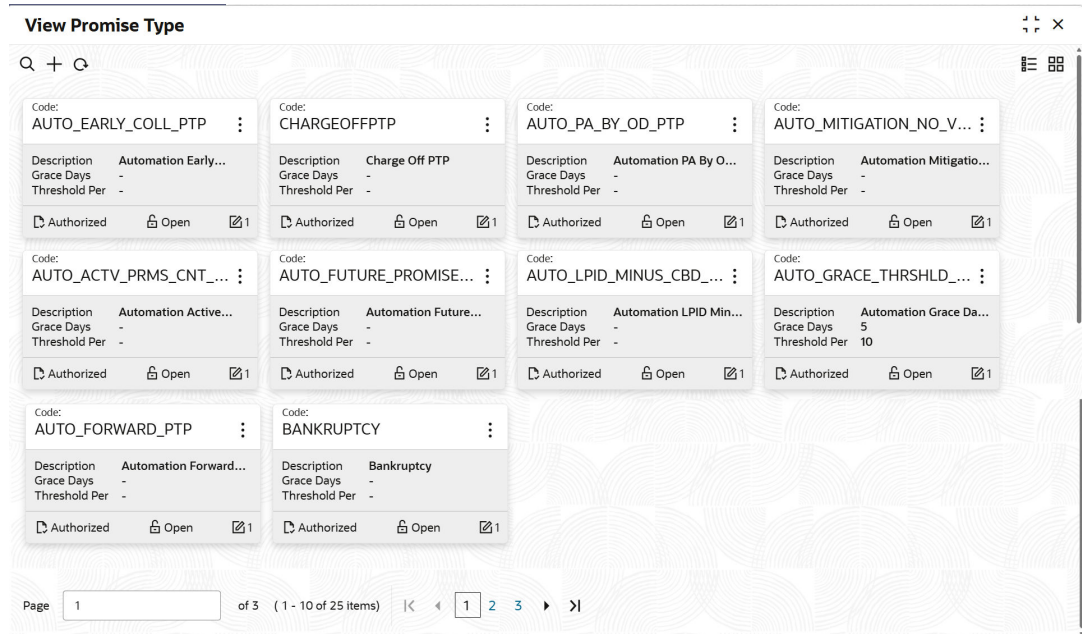 View Promise Type
Code:
AUTO_EARLY_COLL_PTP
Description Automation Early...
Grace Days -
Threshold Per -
Authorized Open 1
Code:
CHARGEOFFPTP
Description Charge Off PTP
Grace Days -
Threshold Per -
Authorized Open 1
Code:
AUTO_PA_BY_OD_PTP
Description Automation PA By O...
Grace Days -
Threshold Per -
Authorized Open 1
Code:
AUTO_MITIGATION_NO_V...
Description Automation Mitigatio...
Grace Days -
Threshold Per -
Authorized Open 1
Code:
AUTO_ACTV_PRMS_CNT_...
Description Automation Active...
Grace Days -
Threshold Per -
Authorized Open 1
Code:
AUTO_FUTURE_PROMISE...
Description Automation Future...
Grace Days -
Threshold Per -
Authorized Open 1
Code:
AUTO_LPID_MINUS_CBD_...
Description Automation LPID Min...
Grace Days -
Threshold Per -
Authorized Open 1
Code:
AUTO_GRACE_THRSHLD_...
Description Automation Grace Da...
Grace Days 5
Threshold Per 10
Authorized Open 1
Code:
AUTO_FORWARD_PTP
Description Automation Forward...
Grace Days -
Threshold Per -
Authorized Open 1
Code:
BANKRUPTCY
Description Bankruptcy
Grace Days -
Threshold Per -
Authorized Open 1
Page 1 of 3 (1 - 10 of 25 items) 1 2 3